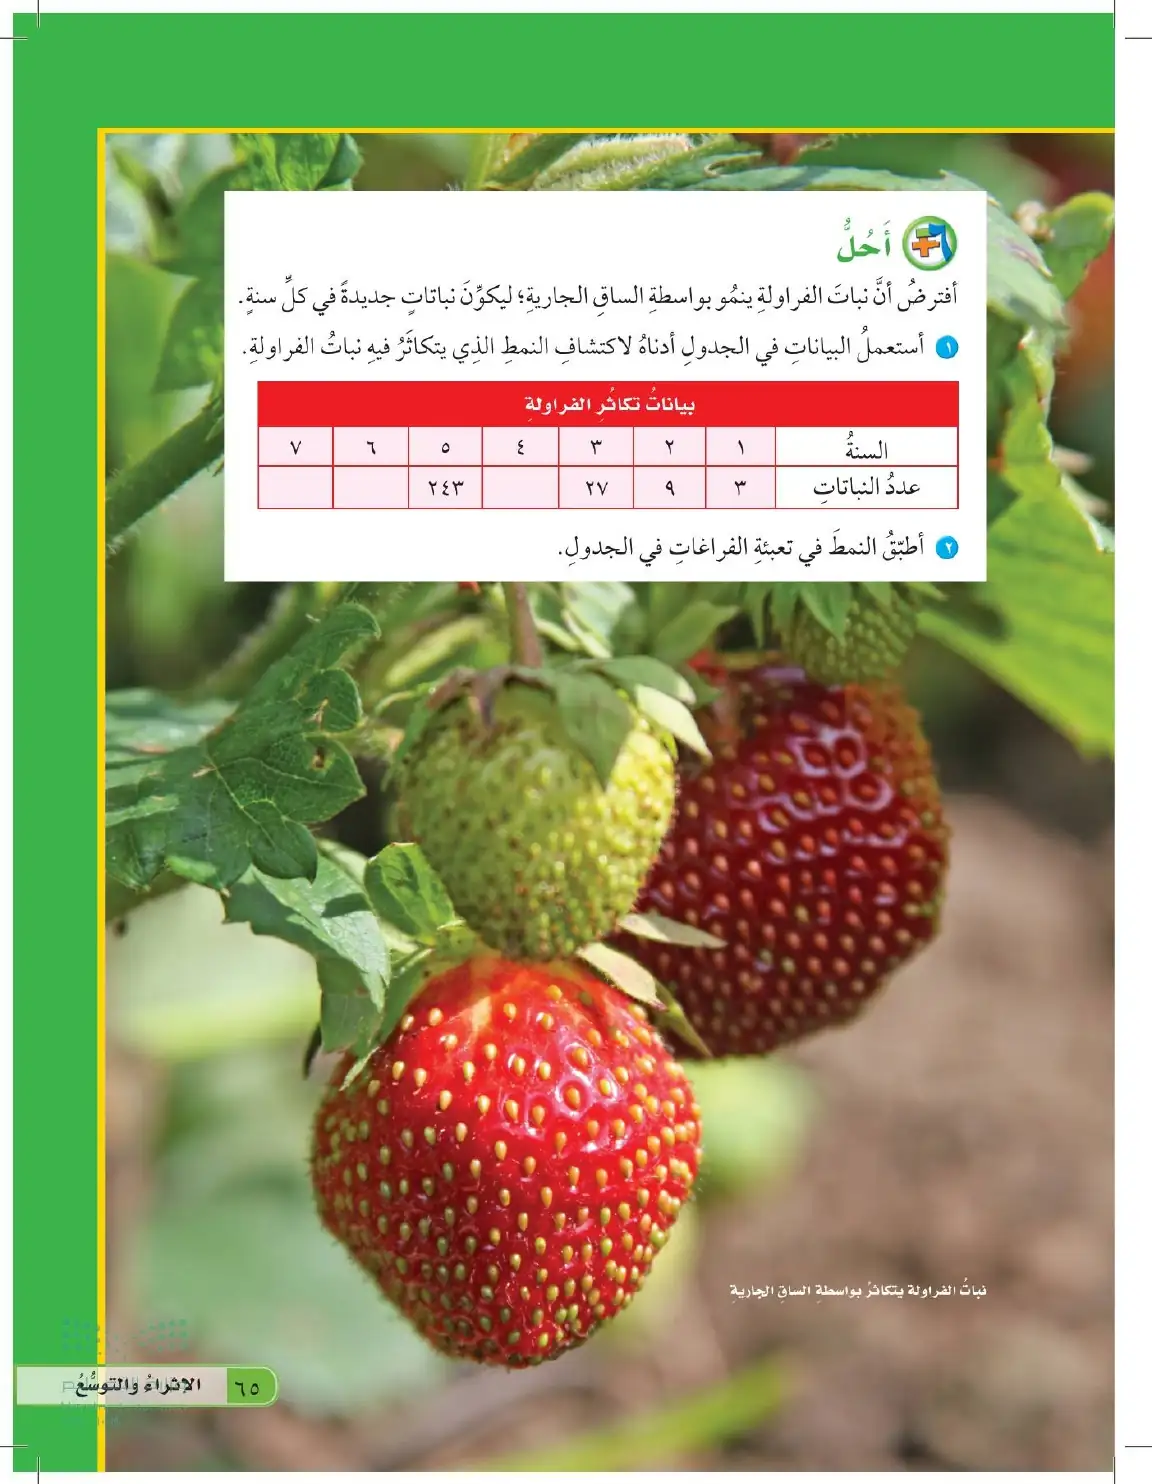 أَحُلُّ
أفترضُ أنَّ نباتَ الفراولةِ ينمُو بواسطةِ الساقِ الجاريةِ؛ ليكوِّنَ نباتاتٍ جديدةً في كلِّ سنةٍ.
١ أستعملُ البياناتِ في الجدولِ أدناهُ لاكتشافِ النمطِ الذِي يتكاثَرُ فيهِ نباتُ الفراولةِ.
بياناتُ تكاثُرِ الفراولةِ
السنةُ ١ ٢ ٣ ٤ ٥ ٦ ٧
عددُ النباتاتِ ٣ ٩ ٢٧ ٢٤٣
٢ أطبّقُ النمطَ في تعبئةِ الفراغاتِ في الجدولِ.
نباتُ الفراولة يتكاثرُ بواسطةِ الساقِ الجاريةِ
٦٥ الإثراءُ والتوسُّعُ